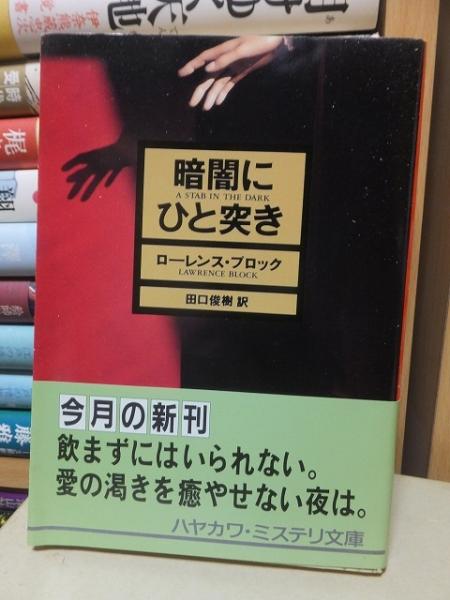 暗闇に
A STAB IN THE DARK
ひと突き
ローレンス・ブロック
LAWRENCE BLOCK
田口俊樹 訳
今月の新刊
飲まずにはいられない。
愛の渇きを癒やせない夜は。
ハヤカワ・ミステリ文庫